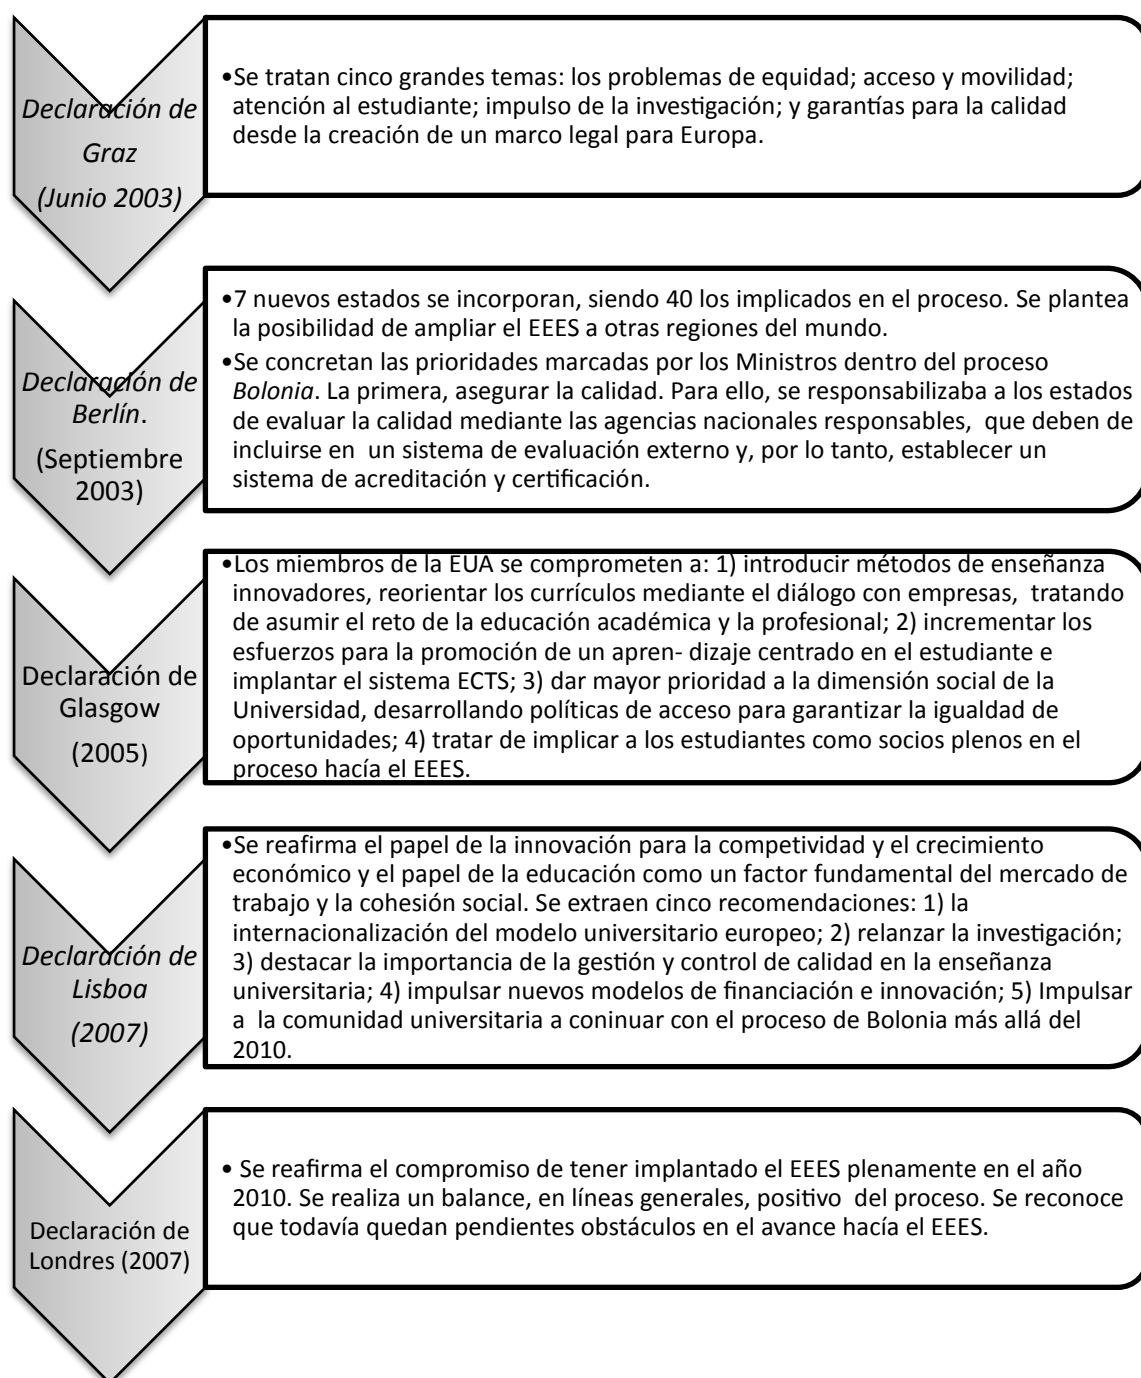 Declaración de
Graz
(Junio 2003)
•Se tratan cinco grandes temas: los problemas de equidad; acceso y movilidad;
atención al estudiante; impulso de la investigación; y garantías para la calidad
desde la creación de un marco legal para Europa.
Declaración de
Berlín.
(Septiembre
2003)
•7 nuevos estados se incorporan, siendo 40 los implicados en el proceso. Se plantea
la posibilidad de ampliar el EEES a otras regiones del mundo.
•Se concretan las prioridades marcadas por los Ministros dentro del proceso
Bolonia. La primera, asegurar la calidad. Para ello, se responsabilizaba a los estados
de evaluar la calidad mediante las agencias nacionales responsables, que deben de
incluirse en un sistema de evaluación externo y, por lo tanto, establecer un
sistema de acreditación y certificación.
Declaración de
Glasgow
(2005)
•Los miembros de la EUA se comprometen a: 1) introducir métodos de enseñanza
innovadores, reorientar los currículos mediante el diálogo con empresas, tratando
de asumir el reto de la educación académica y la profesional; 2) incrementar los
esfuerzos para la promoción de un apren- dizaje centrado en el estudiante e
implantar el sistema ECTS; 3) dar mayor prioridad a la dimensión social de la
Universidad, desarrollando políticas de acceso para garantizar la igualdad de
oportunidades; 4) tratar de implicar a los estudiantes como socios plenos en el
proceso hacía el EEES.
Declaración de
Lisboa
(2007)
•Se reafirma el papel de la innovación para la competividad y el crecimiento
económico y el papel de la educación como un factor fundamental del mercado de
trabajo y la cohesión social. Se extraen cinco recomendaciones: 1) la
internacionalización del modelo universitario europeo; 2) relanzar la investigación;
3) destacar la importancia de la gestión y control de calidad en la enseñanza
universitaria; 4) impulsar nuevos modelos de financiación e innovación; 5) Impulsar
a la comunidad universitaria a coninuar con el proceso de Bolonia más allá del
2010.
Declaración de
Londres (2007)
• Se reafirma el compromiso de tener implantado el EEES plenamente en el año
2010. Se realiza un balance, en líneas generales, positivo del proceso. Se reconoce
que todavía quedan pendientes obstáculos en el avance hacía el EEES.